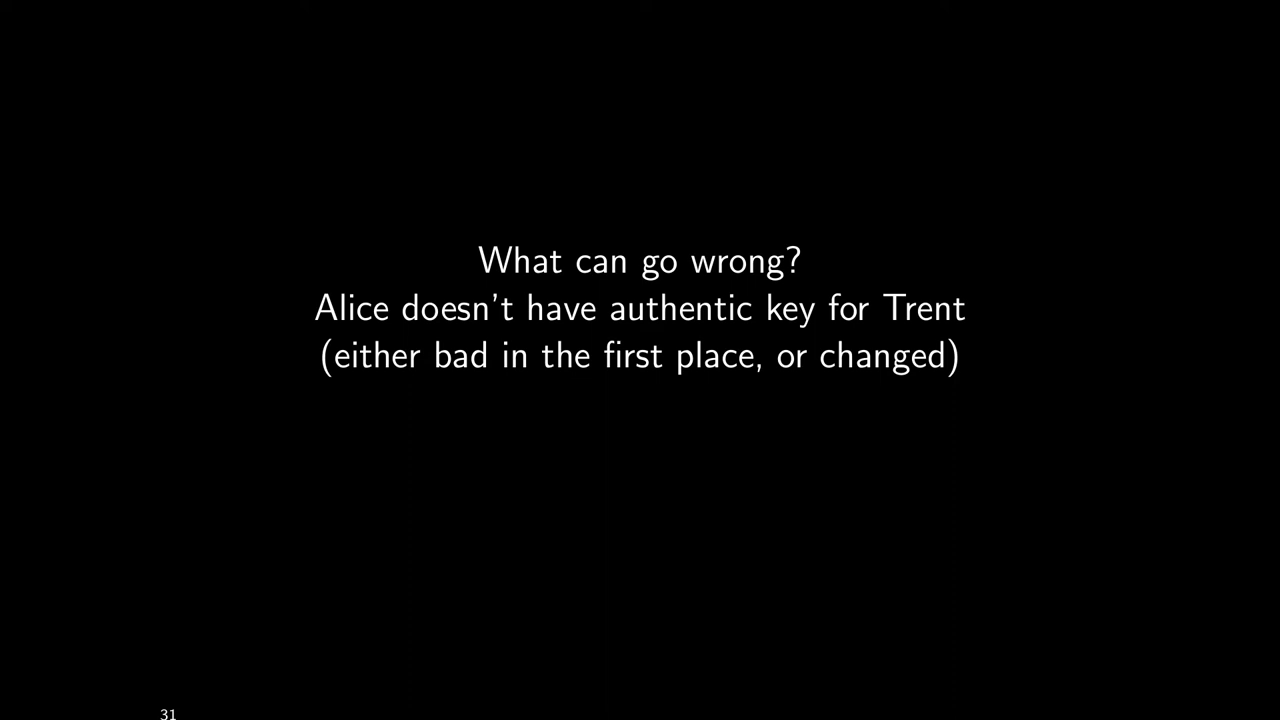 What can go wrong?
Alice doesn't have authentic key for Trent
(either bad in the first place, or changed)
31